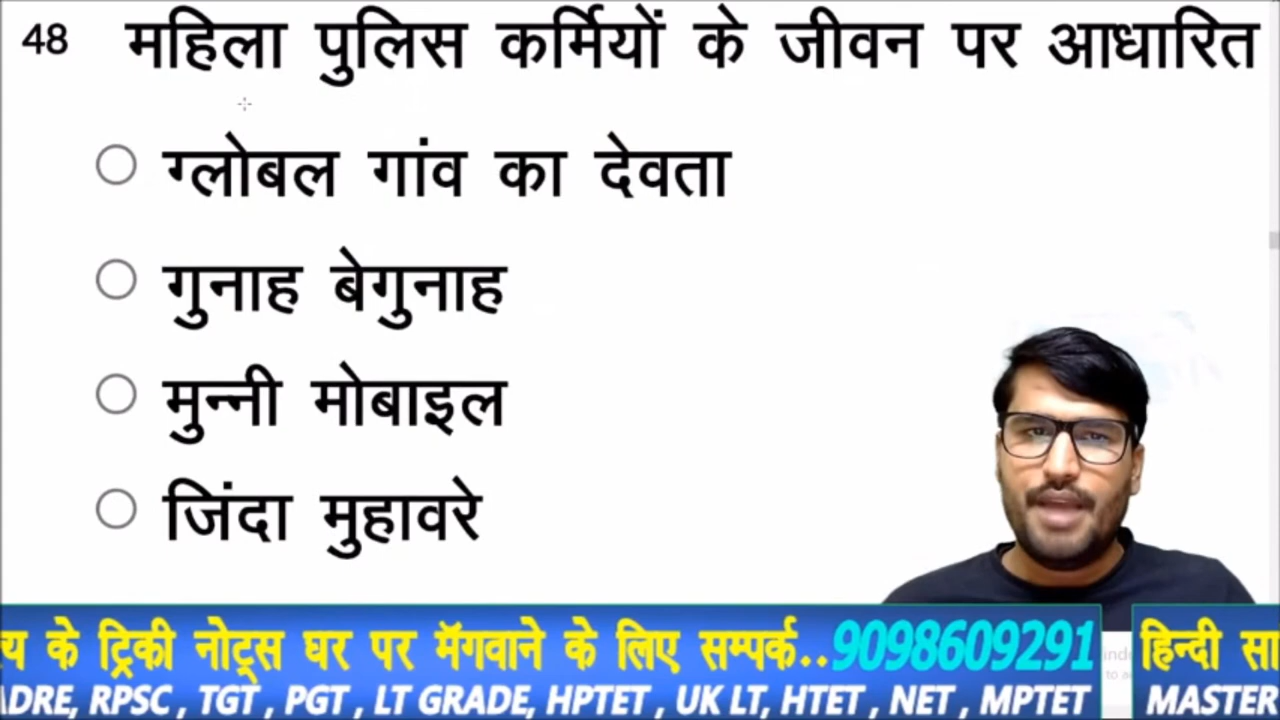 48 महिला पुलिस कर्मियों के जीवन पर आधारित
ग्लोबल गांव का देवता
गुनाह बेगुनाह
मुन्नी मोबाइल
जिंदा मुहावरे
य के ट्रिकी नोट्स घर पर मँगवाने के लिए सम्पर्क..9098609291 हिन्दी सा
ADRE, RPSC , TGT , PGT , LT GRADE, HPTET , UK LT, HTET , NET , MPTET MASTER